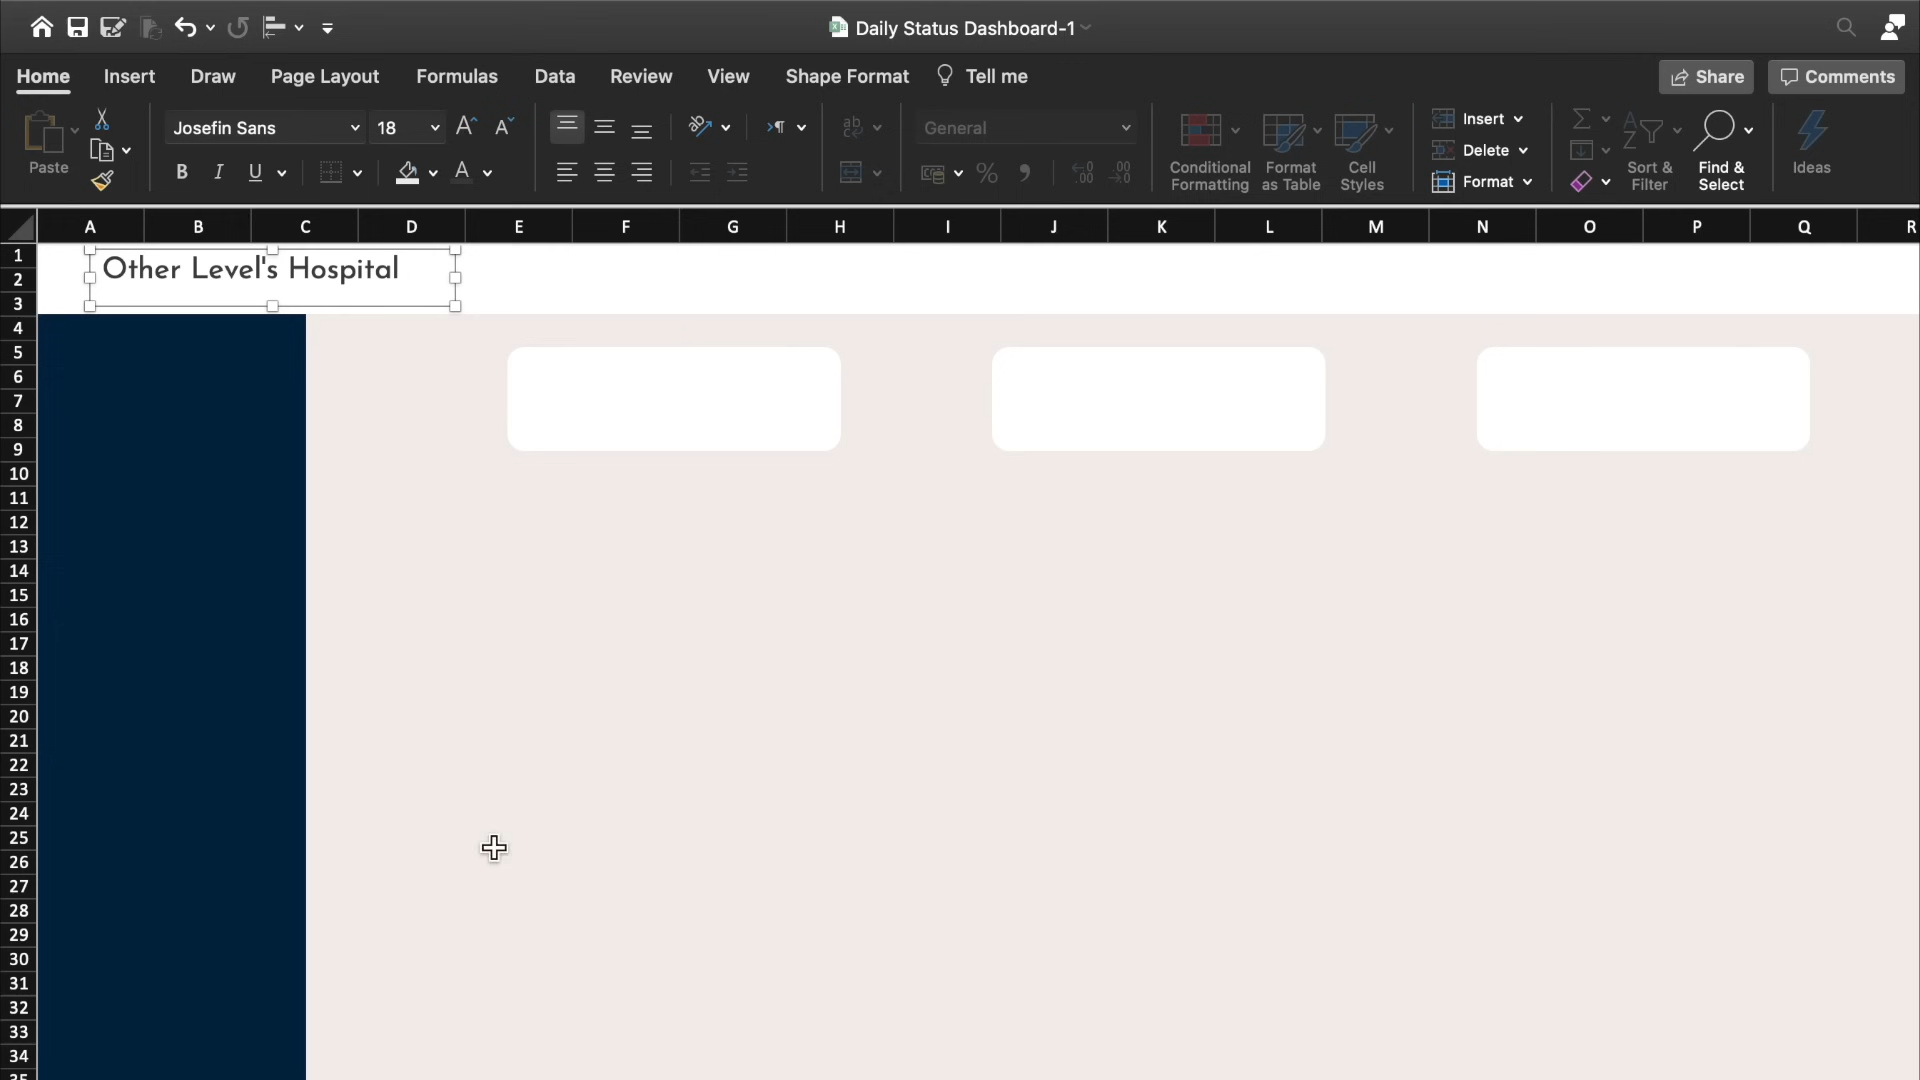 Daily Status Dashboard-1
Home Insert Draw Page Layout Formulas Data Review View Shape Format Tell me Share Comments
Paste
Josefin Sans 18
B I U
A
ab
General
% 9
Conditional Formatting
Format as Table
Cell Styles
Insert
Delete
Format
Sort & Filter
Find & Select
Ideas
A B C D E F G H I J K L M N O P Q R
Other Level's Hospital
1
2
3
4
5
6
7
8
9
10
11
12
13
14
15
16
17
18
19
20
21
22
23
24
25
26
27
28
29
30
31
32
33
34
35